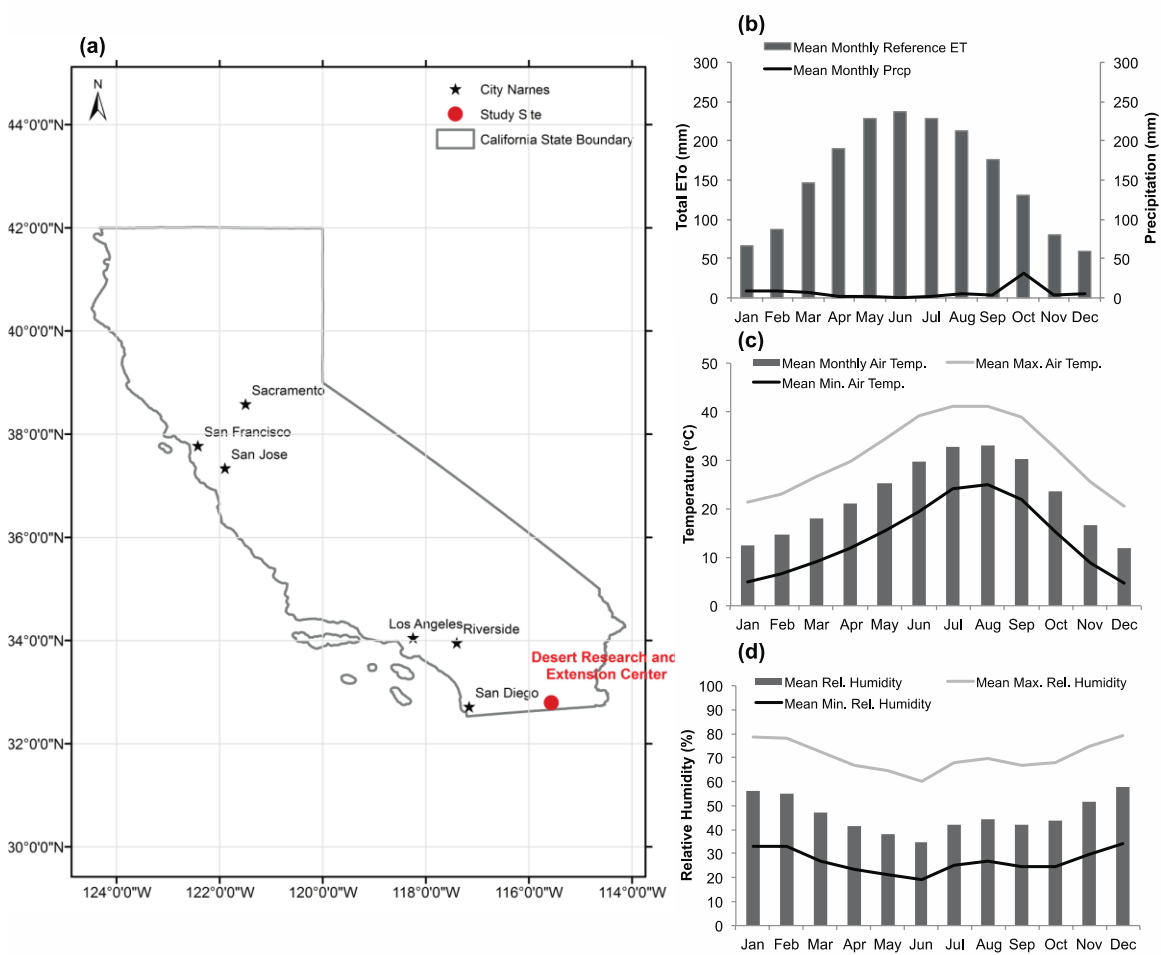 (a)
N
City Names
Study Site
California State Boundary
44°0'0"N
42°0'0"N
40°0'0"N
38°0'0"N
36°0'0"N
34°0'0"N
32°0'0"N
30°0'0"N
Sacramento
San Francisco
San Jose
Los Angeles
Riverside
Desert Research and
Extension Center
San Diego
124°0'0"W 122°0'0"W 120°0'0"W 118°0'0"W 116°0'0"W 114°0'0"W
(b)
Mean Monthly Reference ET
Mean Monthly Prcp
Total ETo (mm)
300
250
200
150
100
50
0
Precipitation (mm)
300
250
200
150
100
50
0
Jan Feb Mar Apr May Jun Jul Aug Sep Oct Nov Dec
(c)
Mean Monthly Air Temp.
Mean Max. Air Temp.
Mean Min. Air Temp.
Temperature (°C)
50
40
30
20
10
0
Jan Feb Mar Apr May Jun Jul Aug Sep Oct Nov Dec
(d)
Mean Rel. Humidity
Mean Max. Rel. Humidity
Mean Min. Rel. Humidity
Relative Humidity (%)
100
90
80
70
60
50
40
30
20
10
0
Jan Feb Mar Apr May Jun Jul Aug Sep Oct Nov Dec